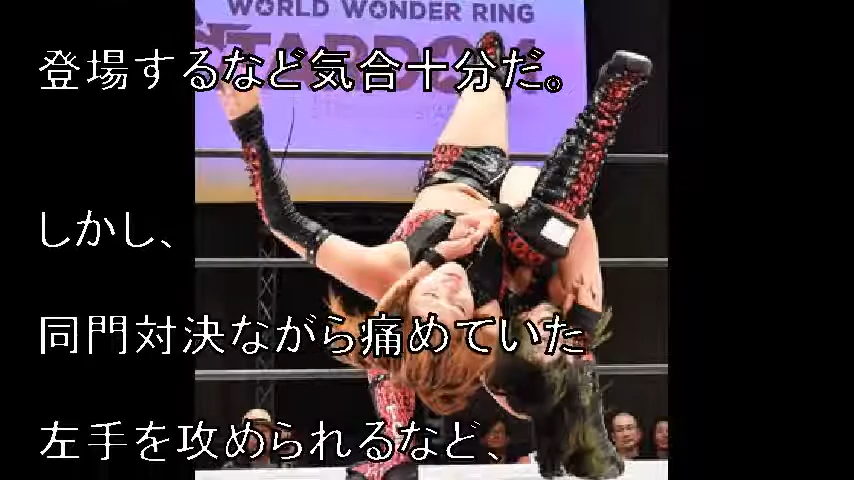 WORLD WONDER RING
STARDOM
登場するなど気合十分だ。
しかし、
同門対決ながら痛めていた
左手を攻められるなど、